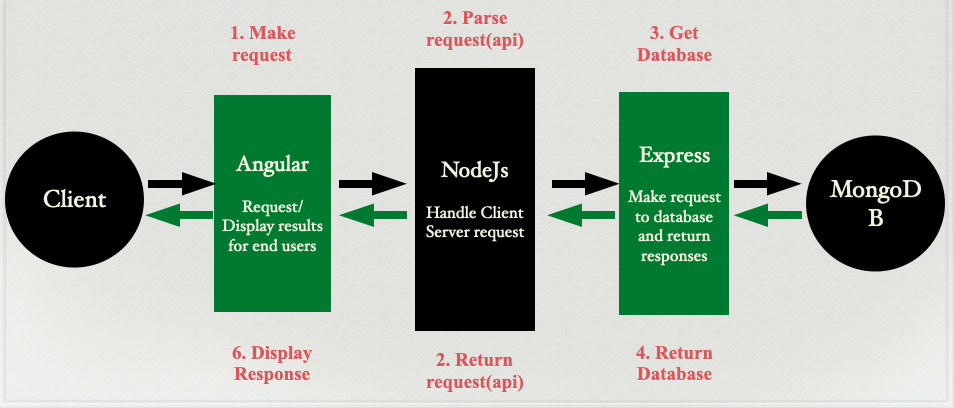 1. Make
request
2. Parse
request(api)
3. Get
Database
Client
Angular
Request/
Display results
for end users
NodeJs
Handle Client
Server request
Express
Make request
to database
and return
responses
MongoD
B
6. Display
Response
2. Return
request(api)
4. Return
Database